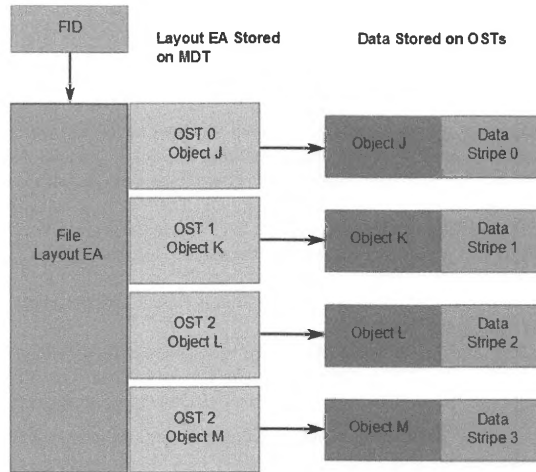 FID
Layout EA Stored
on MDT
Data Stored on OSTs
File
Layout EA
OST 0
Object J
Object J
Data
Stripe 0
OST 1
Object K
Object K
Data
Stripe 1
OST 2
Object L
Object L
Data
Stripe 2
OST 2
Object M
Object M
Data
Stripe 3